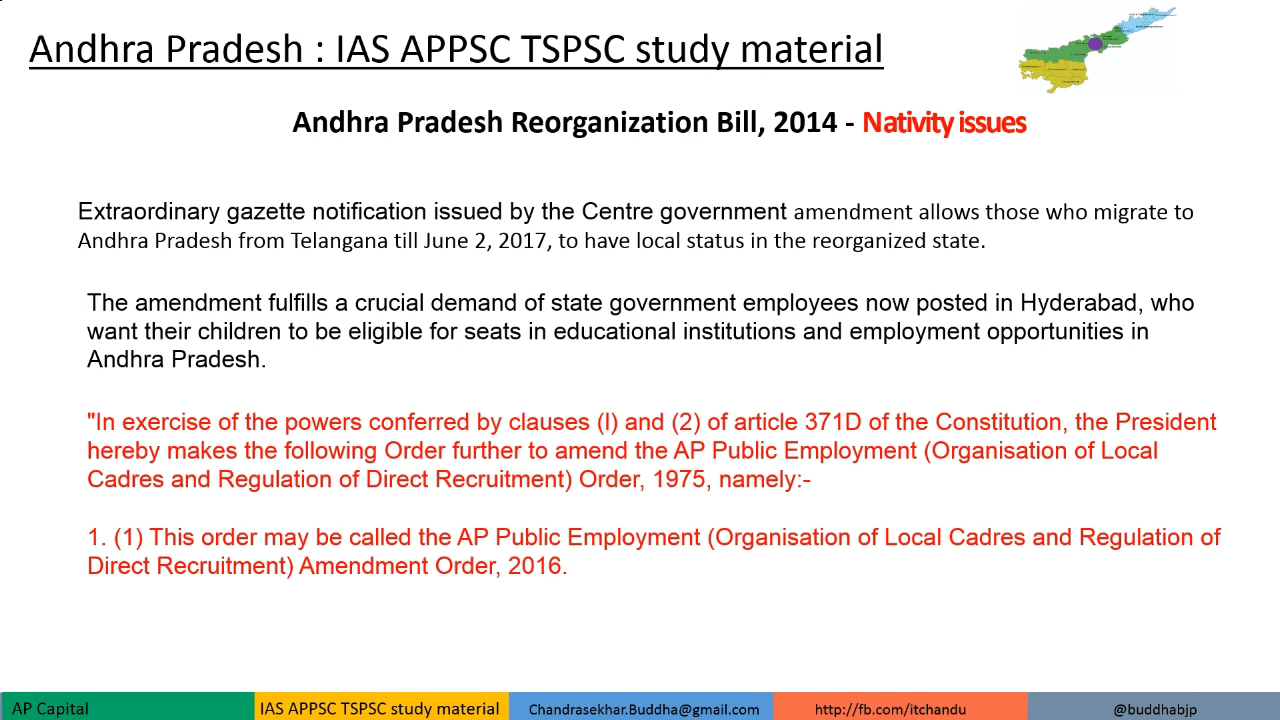 Andhra Pradesh : IAS APPSC TSPSC study material
Andhra Pradesh Reorganization Bill, 2014 - Nativity issues
Extraordinary gazette notification issued by the Centre government amendment allows those who migrate to
Andhra Pradesh from Telangana till June 2, 2017, to have local status in the reorganized state.
The amendment fulfills a crucial demand of state government employees now posted in Hyderabad, who
want their children to be eligible for seats in educational institutions and employment opportunities in
Andhra Pradesh.
"In exercise of the powers conferred by clauses (I) and (2) of article 371D of the Constitution, the President
hereby makes the following Order further to amend the AP Public Employment (Organisation of Local
Cadres and Regulation of Direct Recruitment) Order, 1975, namely:-
1. (1) This order may be called the AP Public Employment (Organisation of Local Cadres and Regulation of
Direct Recruitment) Amendment Order, 2016.
AP Capital
IAS APPSC TSPSC study material
Chandrasekhar.Buddha@gmail.com
http://fb.com/itchandu
@buddhabjp